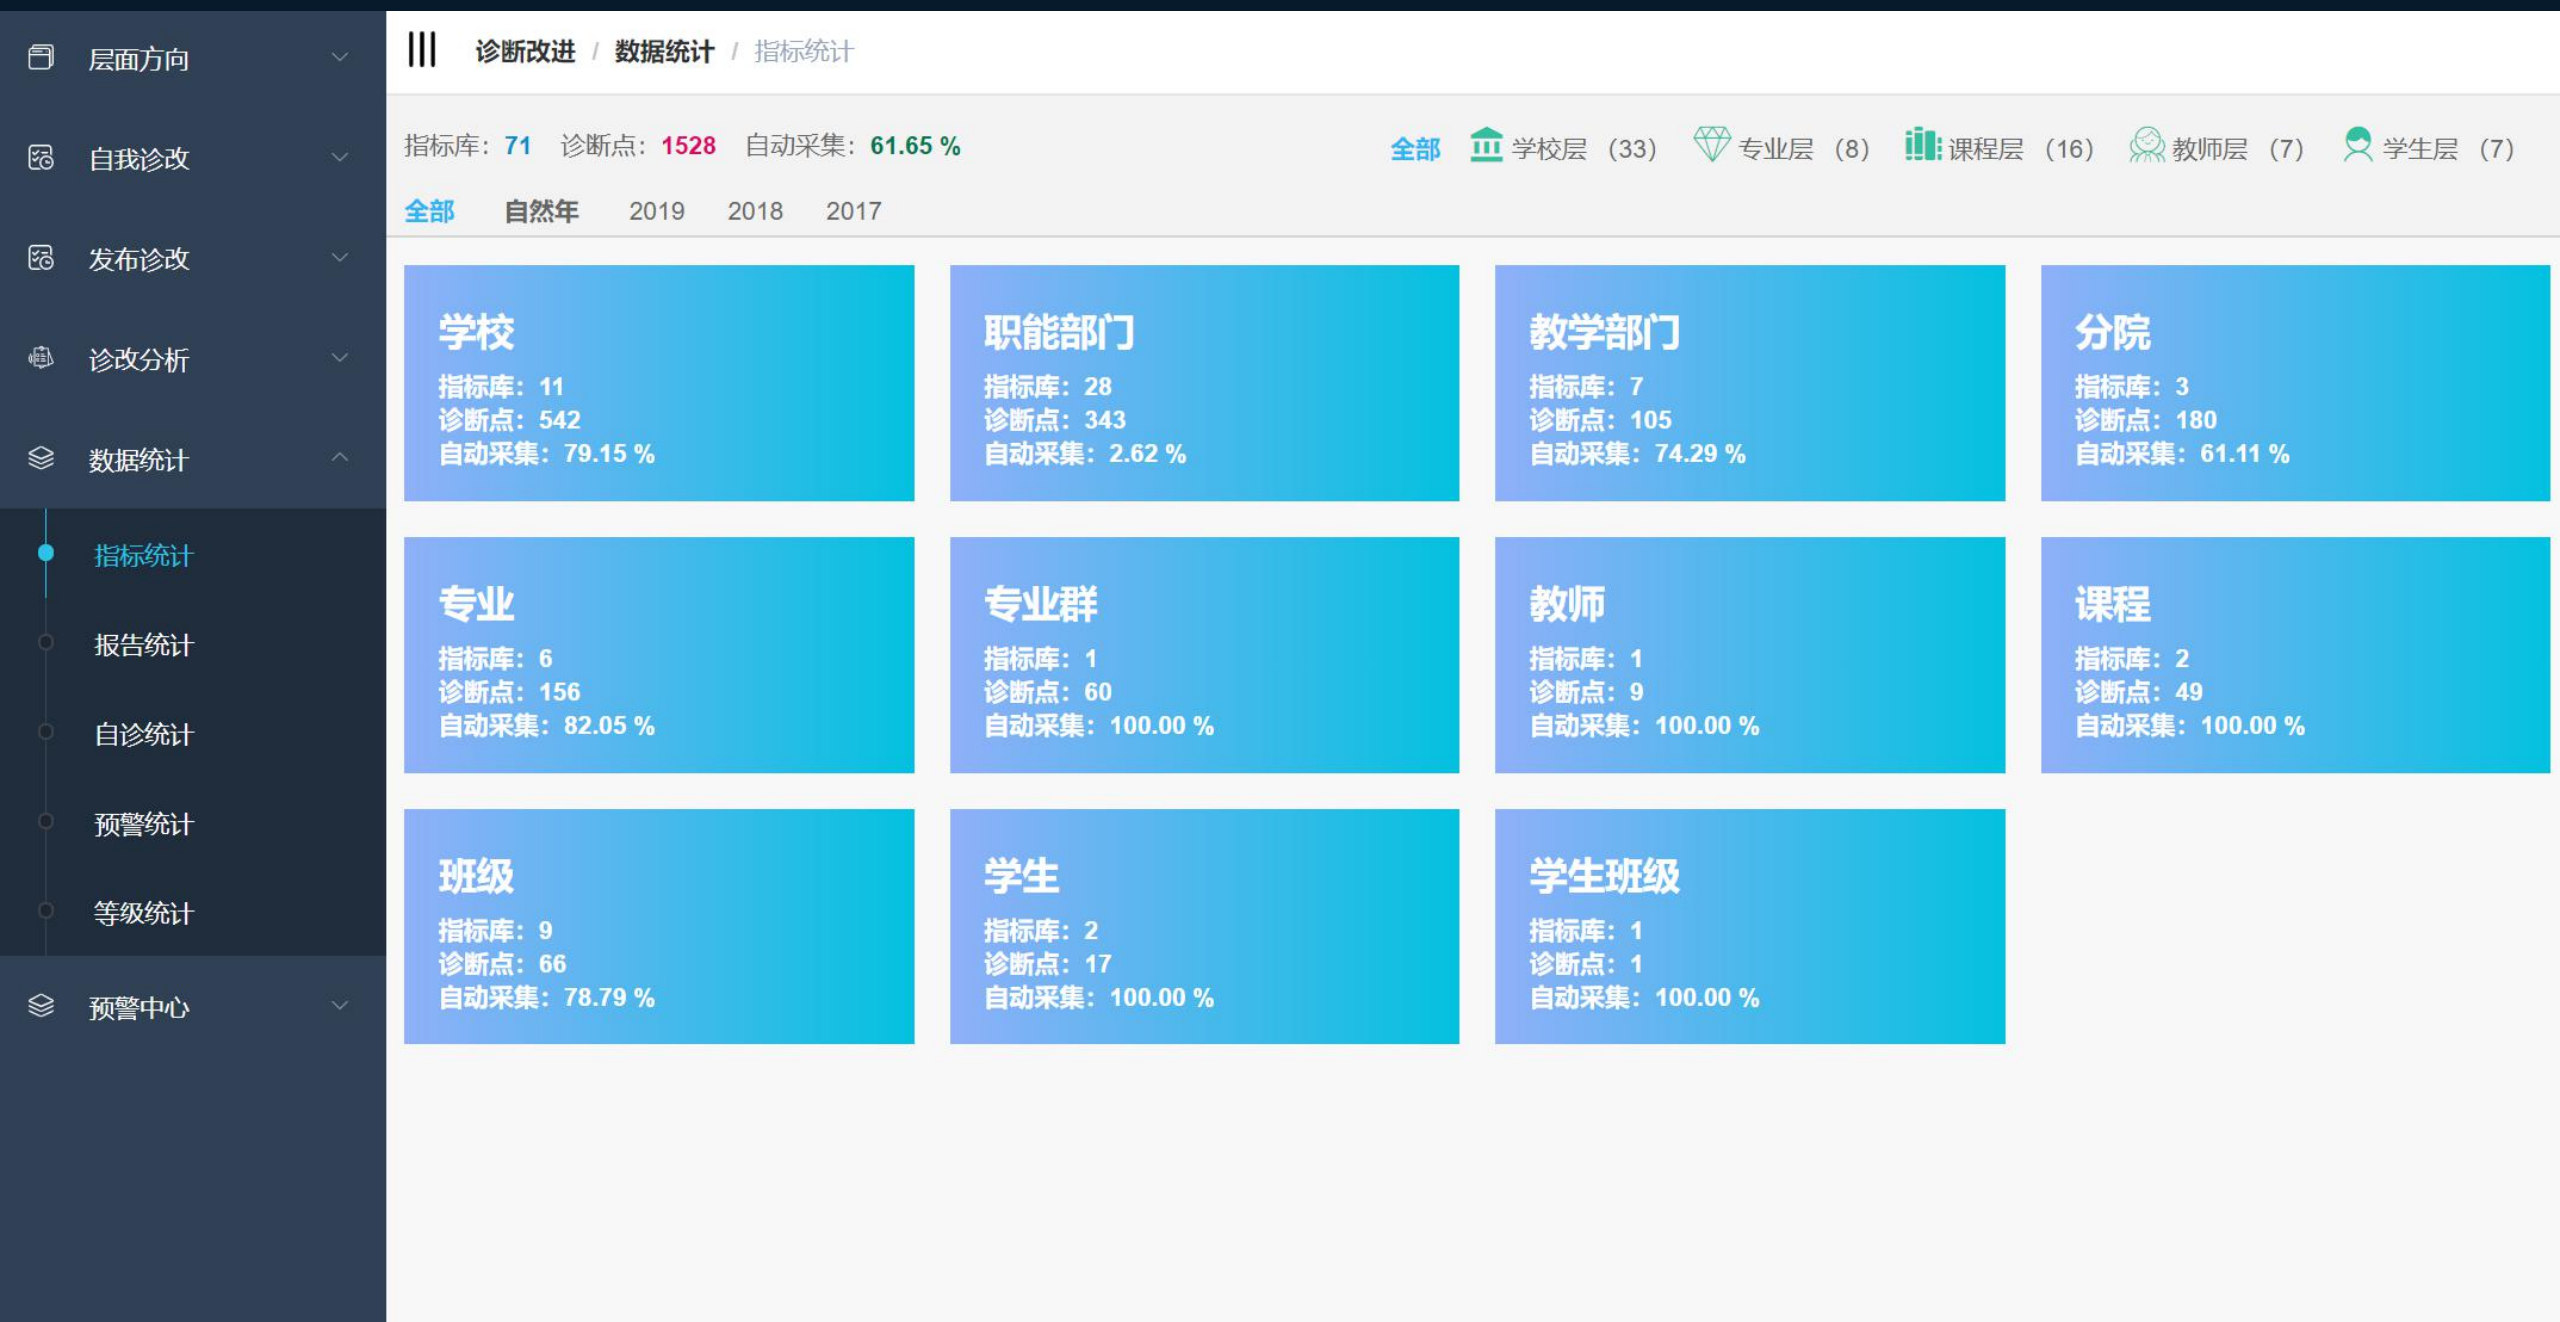 层面方向
自我诊改
发布诊改
诊改分析
数据统计
指标统计
报告统计
自诊统计
预警统计
等级统计
预警中心
诊断改进 / 数据统计 / 指标统计
指标库：71 诊断点：1528 自动采集：61.65 %
全部 学校层 （33） 专业层 （8） 课程层 （16） 教师层 （7） 学生层 （7）
全部 自然年 2019 2018 2017
学校
指标库：11
诊断点：542
自动采集：79.15 %
职能部门
指标库：28
诊断点：343
自动采集：2.62 %
教学部门
指标库：7
诊断点：105
自动采集：74.29 %
分院
指标库：3
诊断点：180
自动采集：61.11 %
专业
指标库：6
诊断点：156
自动采集：82.05 %
专业群
指标库：1
诊断点：60
自动采集：100.00 %
教师
指标库：1
诊断点：9
自动采集：100.00 %
课程
指标库：2
诊断点：49
自动采集：100.00 %
班级
指标库：9
诊断点：66
自动采集：78.79 %
学生
指标库：2
诊断点：17
自动采集：100.00 %
学生班级
指标库：1
诊断点：1
自动采集：100.00 %